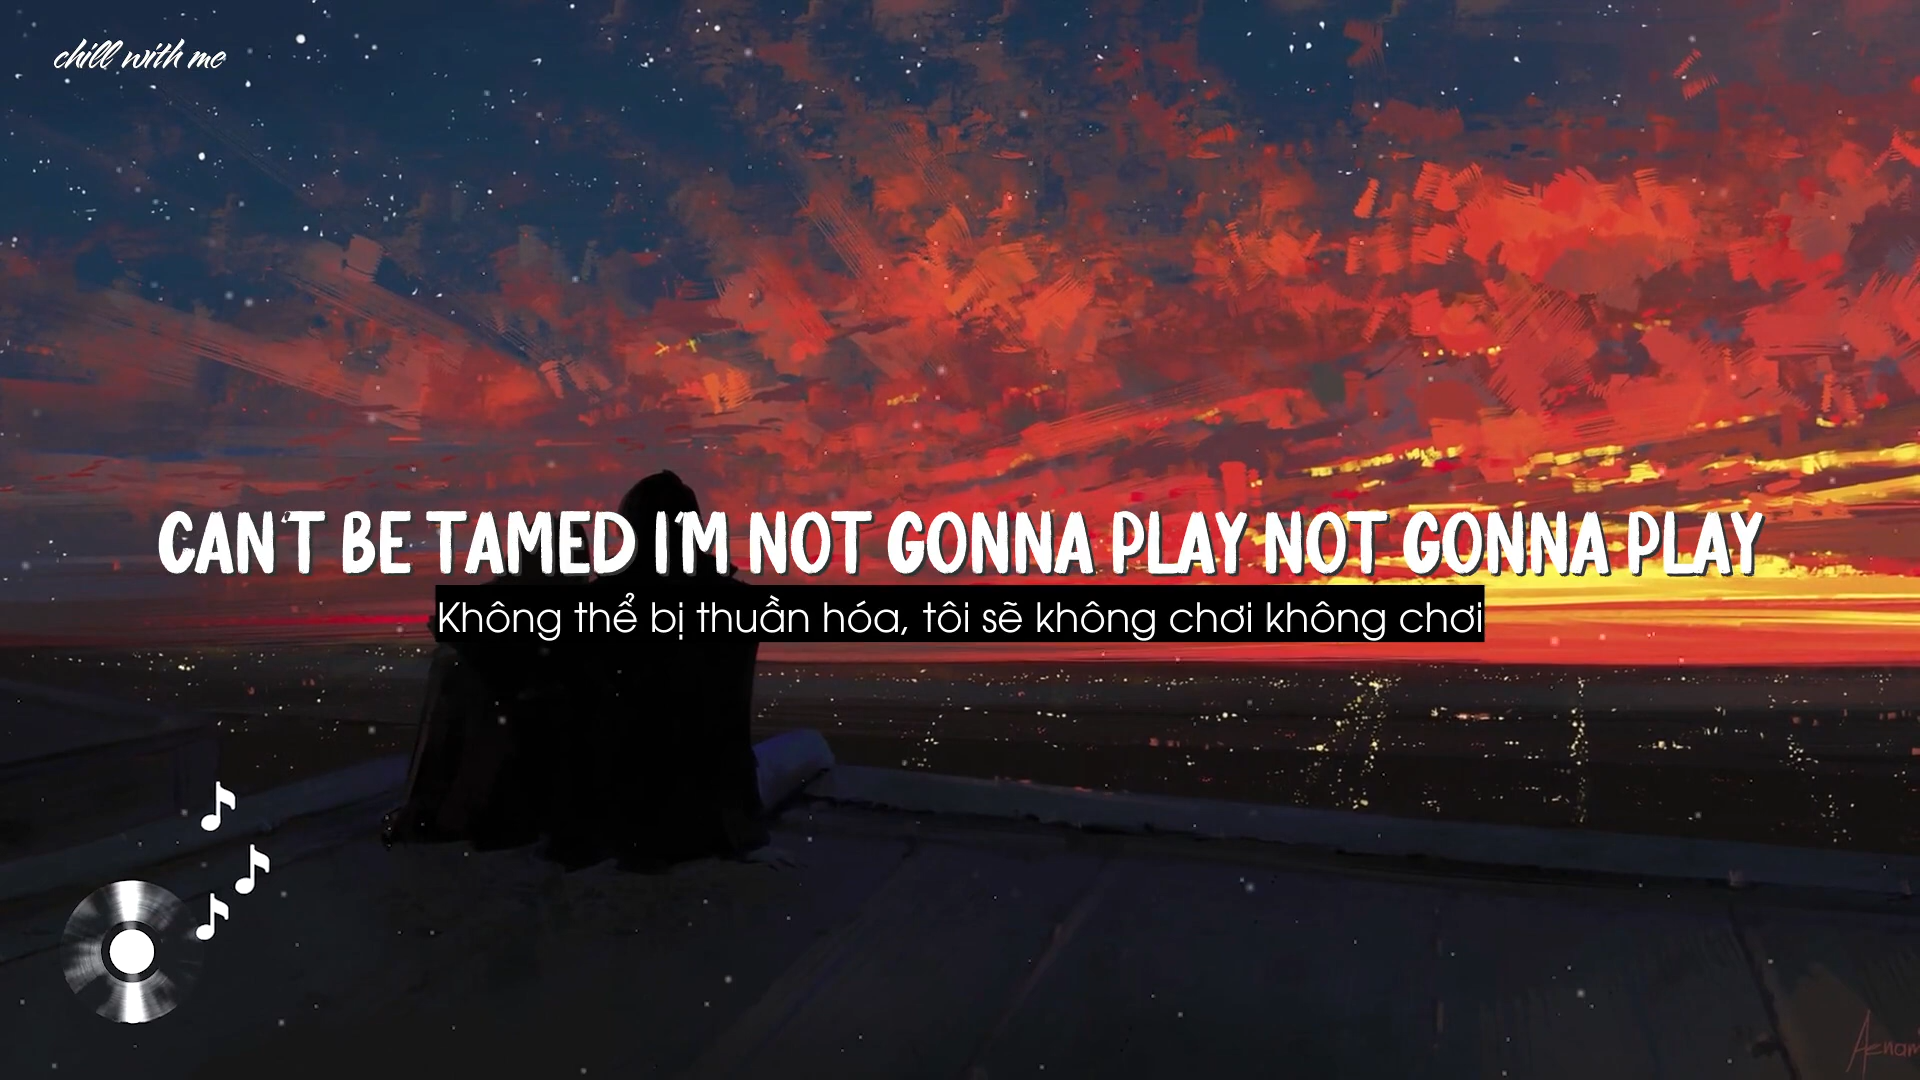 chill with me
CAN'T BE TAMED I'M NOT GONNA PLAY NOT GONNA PLAY
Không thể bị thuần hóa, tôi sẽ không chơi không chơi
Aenam